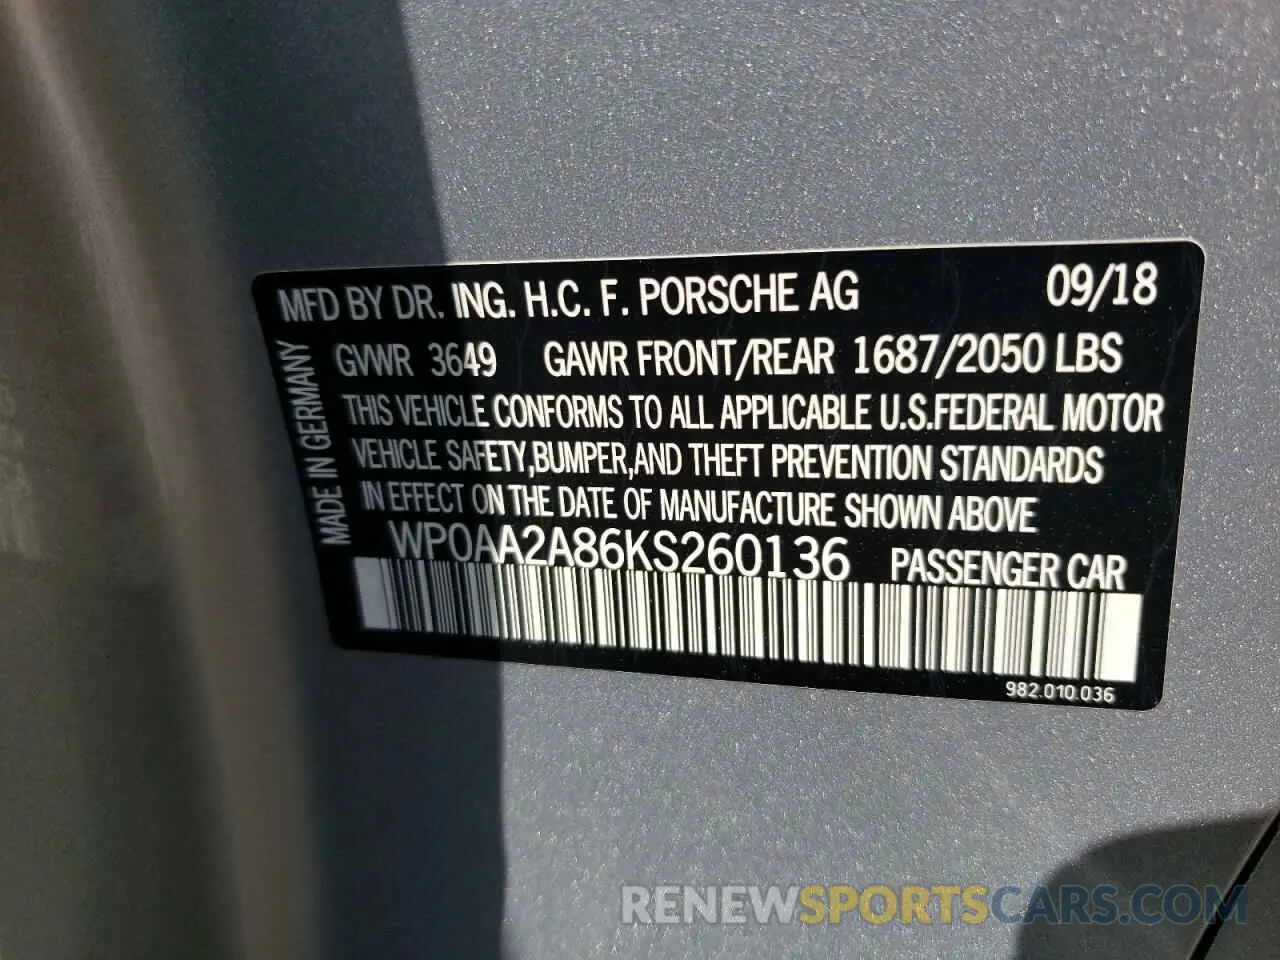 MFD BY DR. ING. H.C. F. PORSCHE AG 09/18
GVWR 3649 GAWR FRONT/REAR 1687/2050 LBS
THIS VEHICLE CONFORMS TO ALL APPLICABLE U.S.FEDERAL MOTOR
VEHICLE SAFETY,BUMPER,AND THEFT PREVENTION STANDARDS
IN EFFECT ON THE DATE OF MANUFACTURE SHOWN ABOVE
WP0AA2A86KS260136 PASSENGER CAR
982.010.036
MADE IN GERMANY
RENEWSPORTSCARS.COM